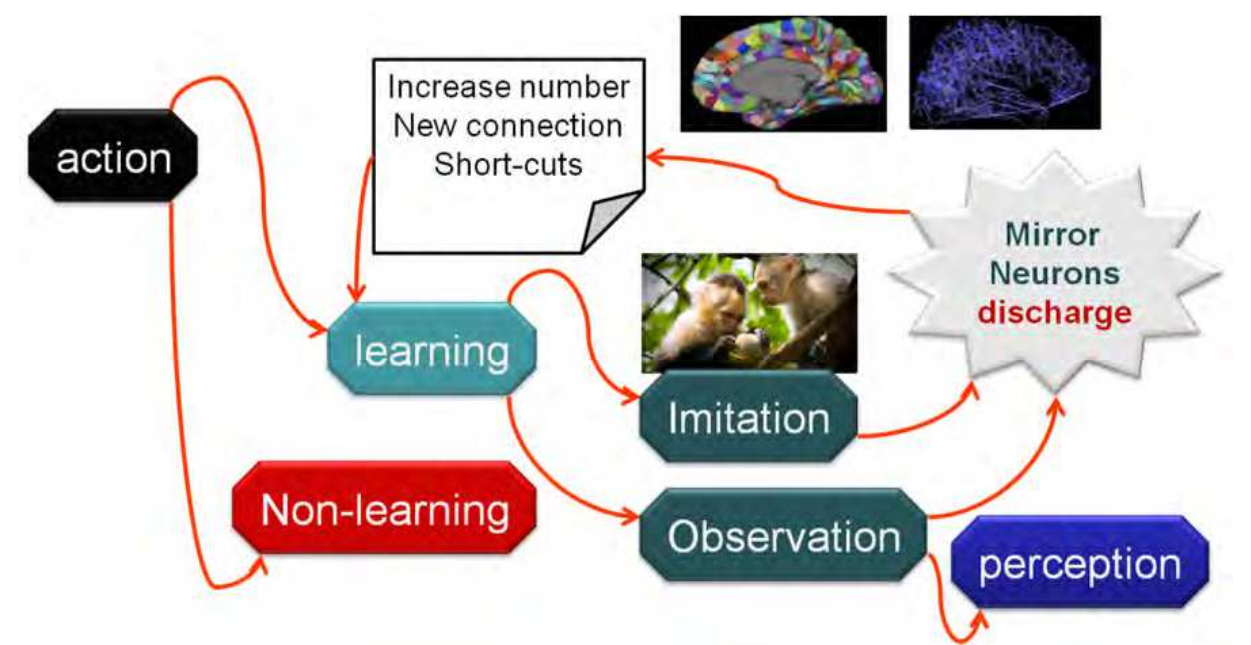 action
Increase number
New connection
Short-cuts
Mirror
Neurons
discharge
learning
Imitation
Non-learning
Observation
perception